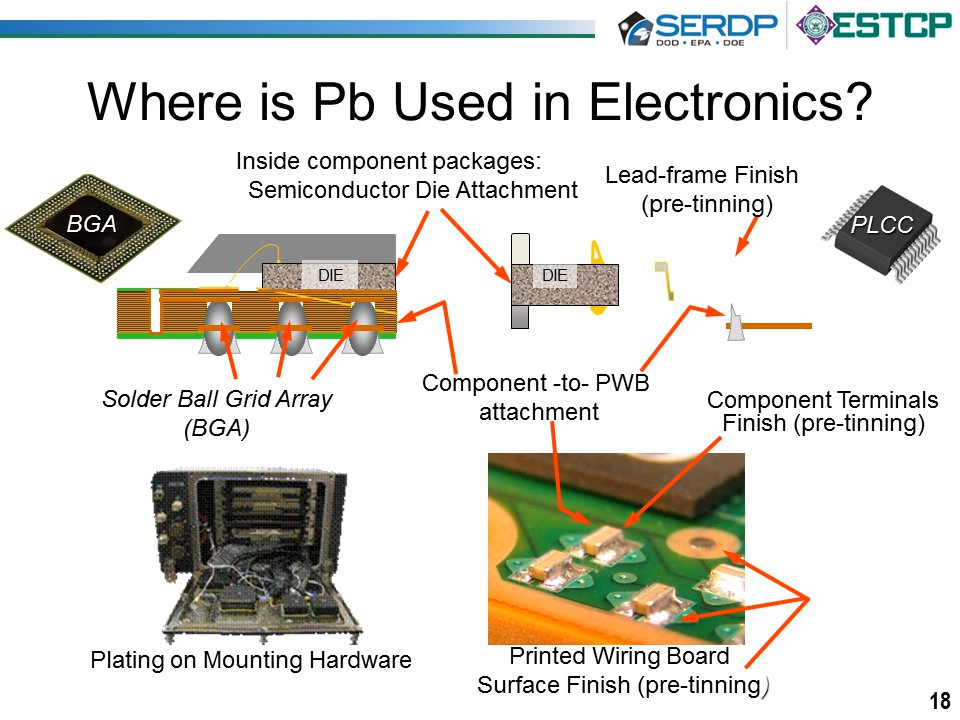 SERDP
DOD • EPA • DOE
ESTCP
Where is Pb Used in Electronics?
Inside component packages:
Semiconductor Die Attachment
Lead-frame Finish
(pre-tinning)
BGA
PLCC
DIE
DIE
Solder Ball Grid Array
(BGA)
Component -to- PWB
attachment
Component Terminals
Finish (pre-tinning)
Plating on Mounting Hardware
Printed Wiring Board
Surface Finish (pre-tinning)
18